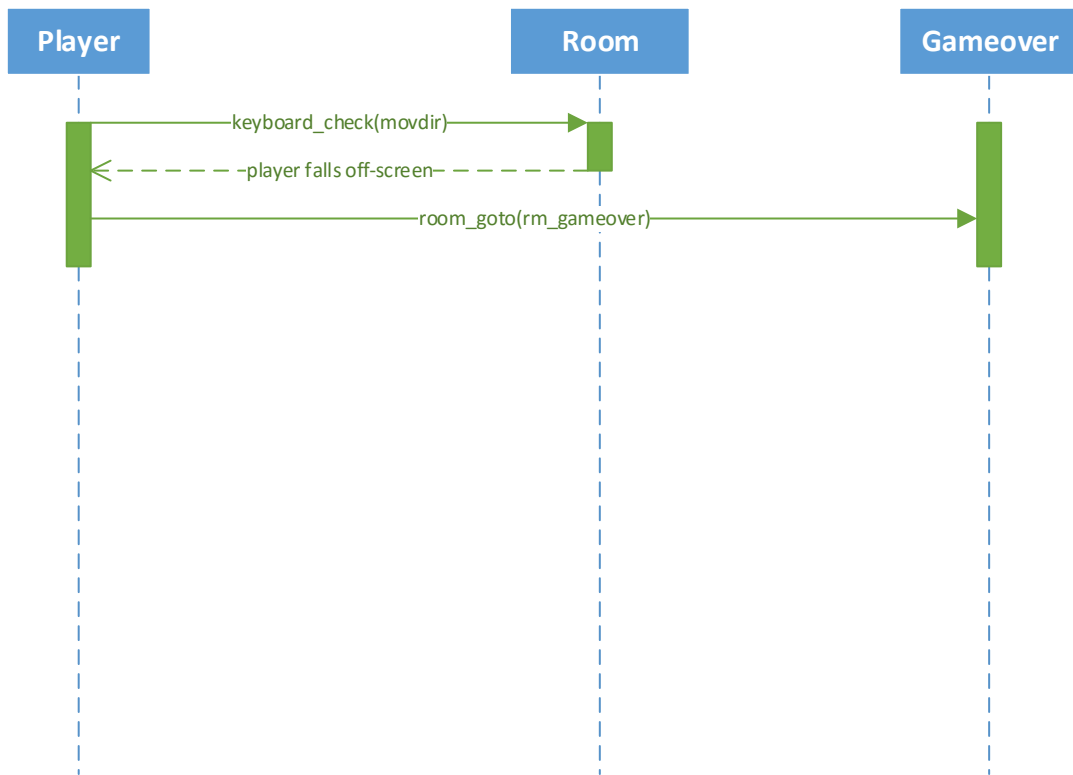 Player
Room
Gameover
keyboard_check(movdir)
player falls off-screen
room_goto(rm_gameover)